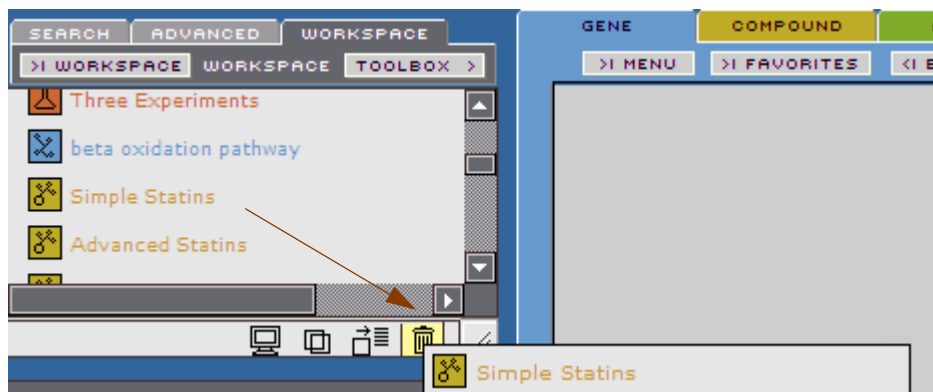 SEARCH ADVANCED WORKSPACE
>I WORKSPACE WORKSPACE TOOLBOX >
Three Experiments
beta oxidation pathway
Simple Statins
Advanced Statins
GENE COMPOUND
>I MENU >I FAVORITES <I
Simple Statins